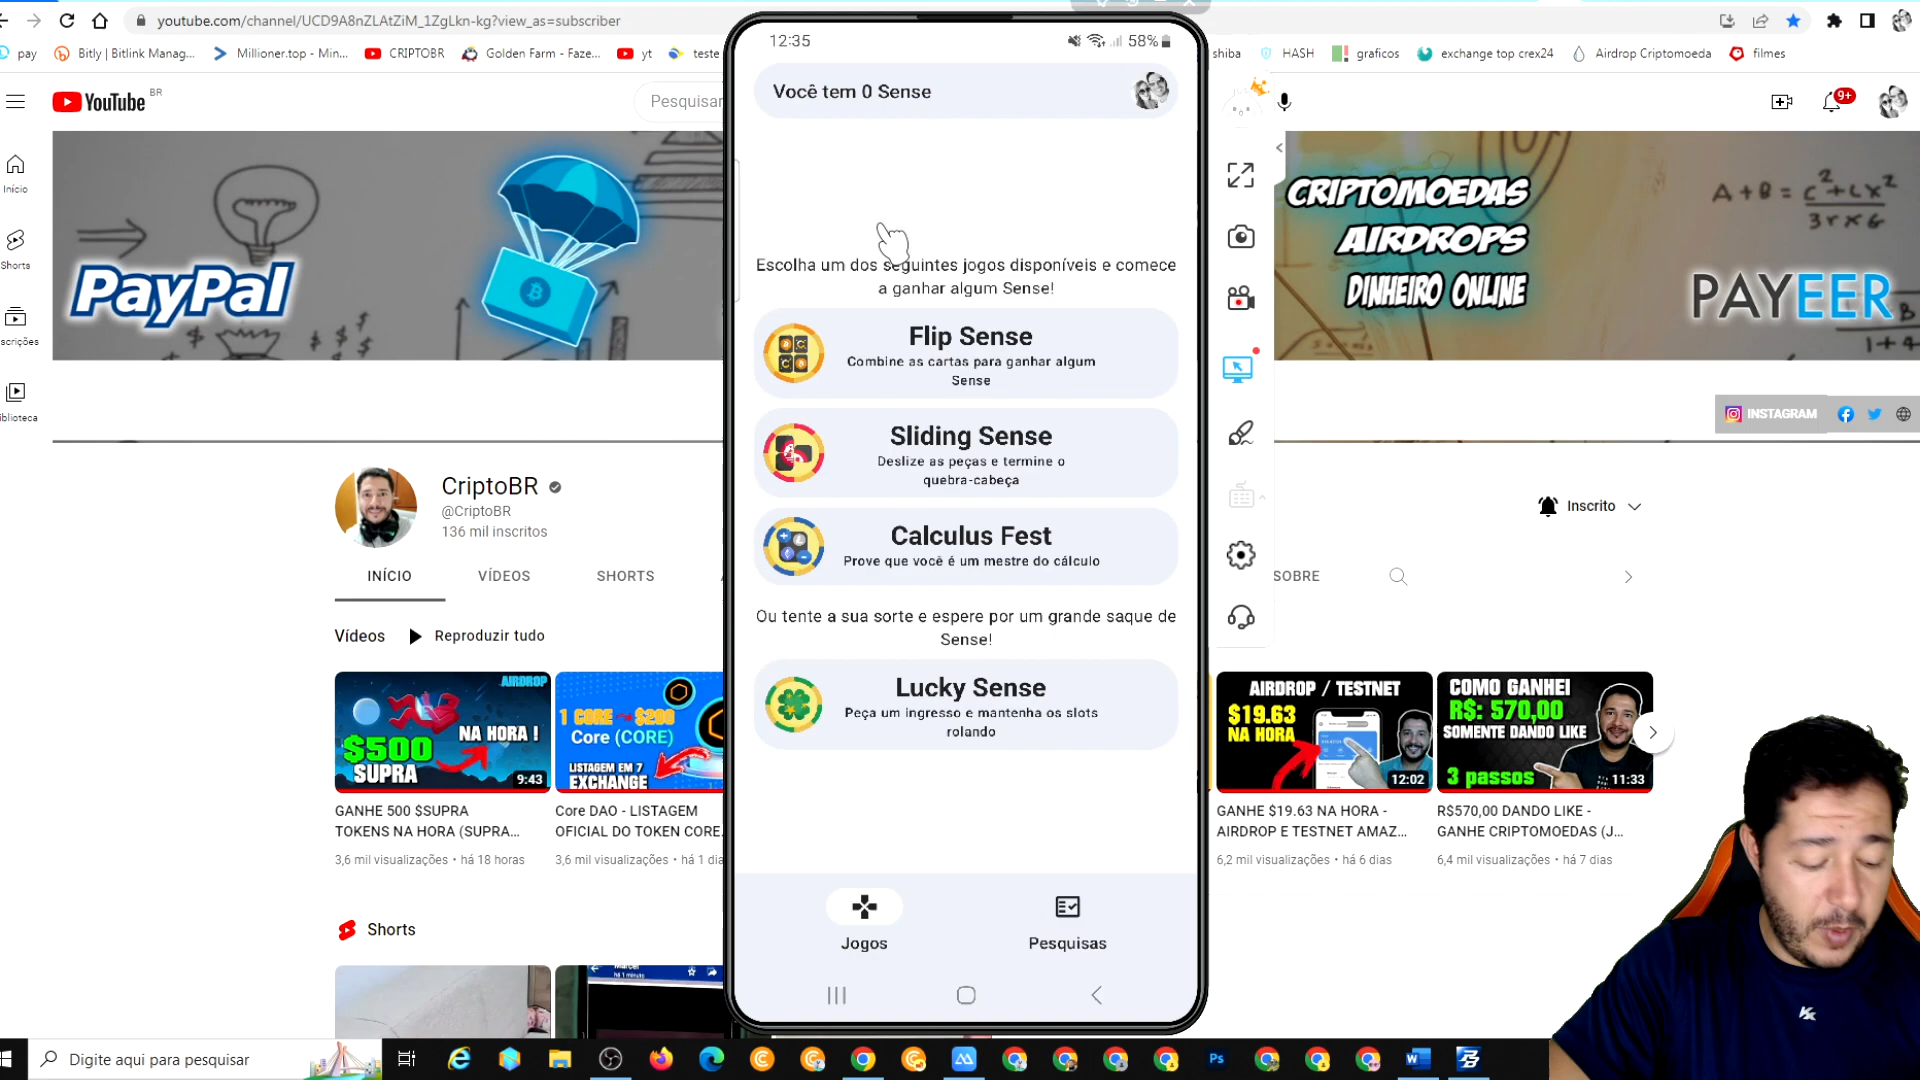 youtube.com/channel/UCD9A8nZLAtZiM_1ZgLkn-kg?view_as=subscriber
pay
Bitly | Bitlink Manag...
Millioner.top - Min...
CRIPTOBR
Golden Farm - Faze...
yt
teste
shiba
HASH
graficos
exchange top crex24
Airdrop Criptomoeda
filmes
YouTube BR
Pesquisar
9+
Início
Shorts
scrições
blioteca
PayPal
CRIPTOMOEDAS
AIRDROPS
DINHEIRO ONLINE
PAYEER
INSTAGRAM
CriptoBR
@CriptoBR
136 mil inscritos
Inscrito
INÍCIO
VÍDEOS
SHORTS
SOBRE
Vídeos
Reproduzir tudo
AIRDROP
NA HORA !
$500
SUPRA
9:43
GANHE 500 $SUPRA
TOKENS NA HORA (SUPRA...
3,6 mil visualizações • há 18 horas
1 CORE
$200
Core (CORE)
LISTAGEM EM 7
EXCHANGE
Core DAO - LISTAGEM
OFICIAL DO TOKEN CORE
3,6 mil visualizações • há 1 dia
AIRDROP / TESTNET
$19.63
NA HORA
12:02
GANHE $19.63 NA HORA -
AIRDROP E TESTNET AMAZ...
6,2 mil visualizações • há 6 dias
COMO GANHEI
R$: 570,00
SOMENTE DANDO LIKE
3 passos
11:33
R$570,00 DANDO LIKE -
GANHE CRIPTOMOEDAS (J...
6,4 mil visualizações • há 7 dias
Shorts
12:35
58%
Você tem 0 Sense
Escolha um dos seguintes jogos disponíveis e comece
a ganhar algum Sense!
Flip Sense
Combine as cartas para ganhar algum
Sense
Sliding Sense
Deslize as peças e termine o
quebra-cabeça
Calculus Fest
Prove que você é um mestre do cálculo
Ou tente a sua sorte e espere por um grande saque de
Sense!
Lucky Sense
Peça um ingresso e mantenha os slots
rolando
Jogos
Pesquisas
Digite aqui para pesquisar